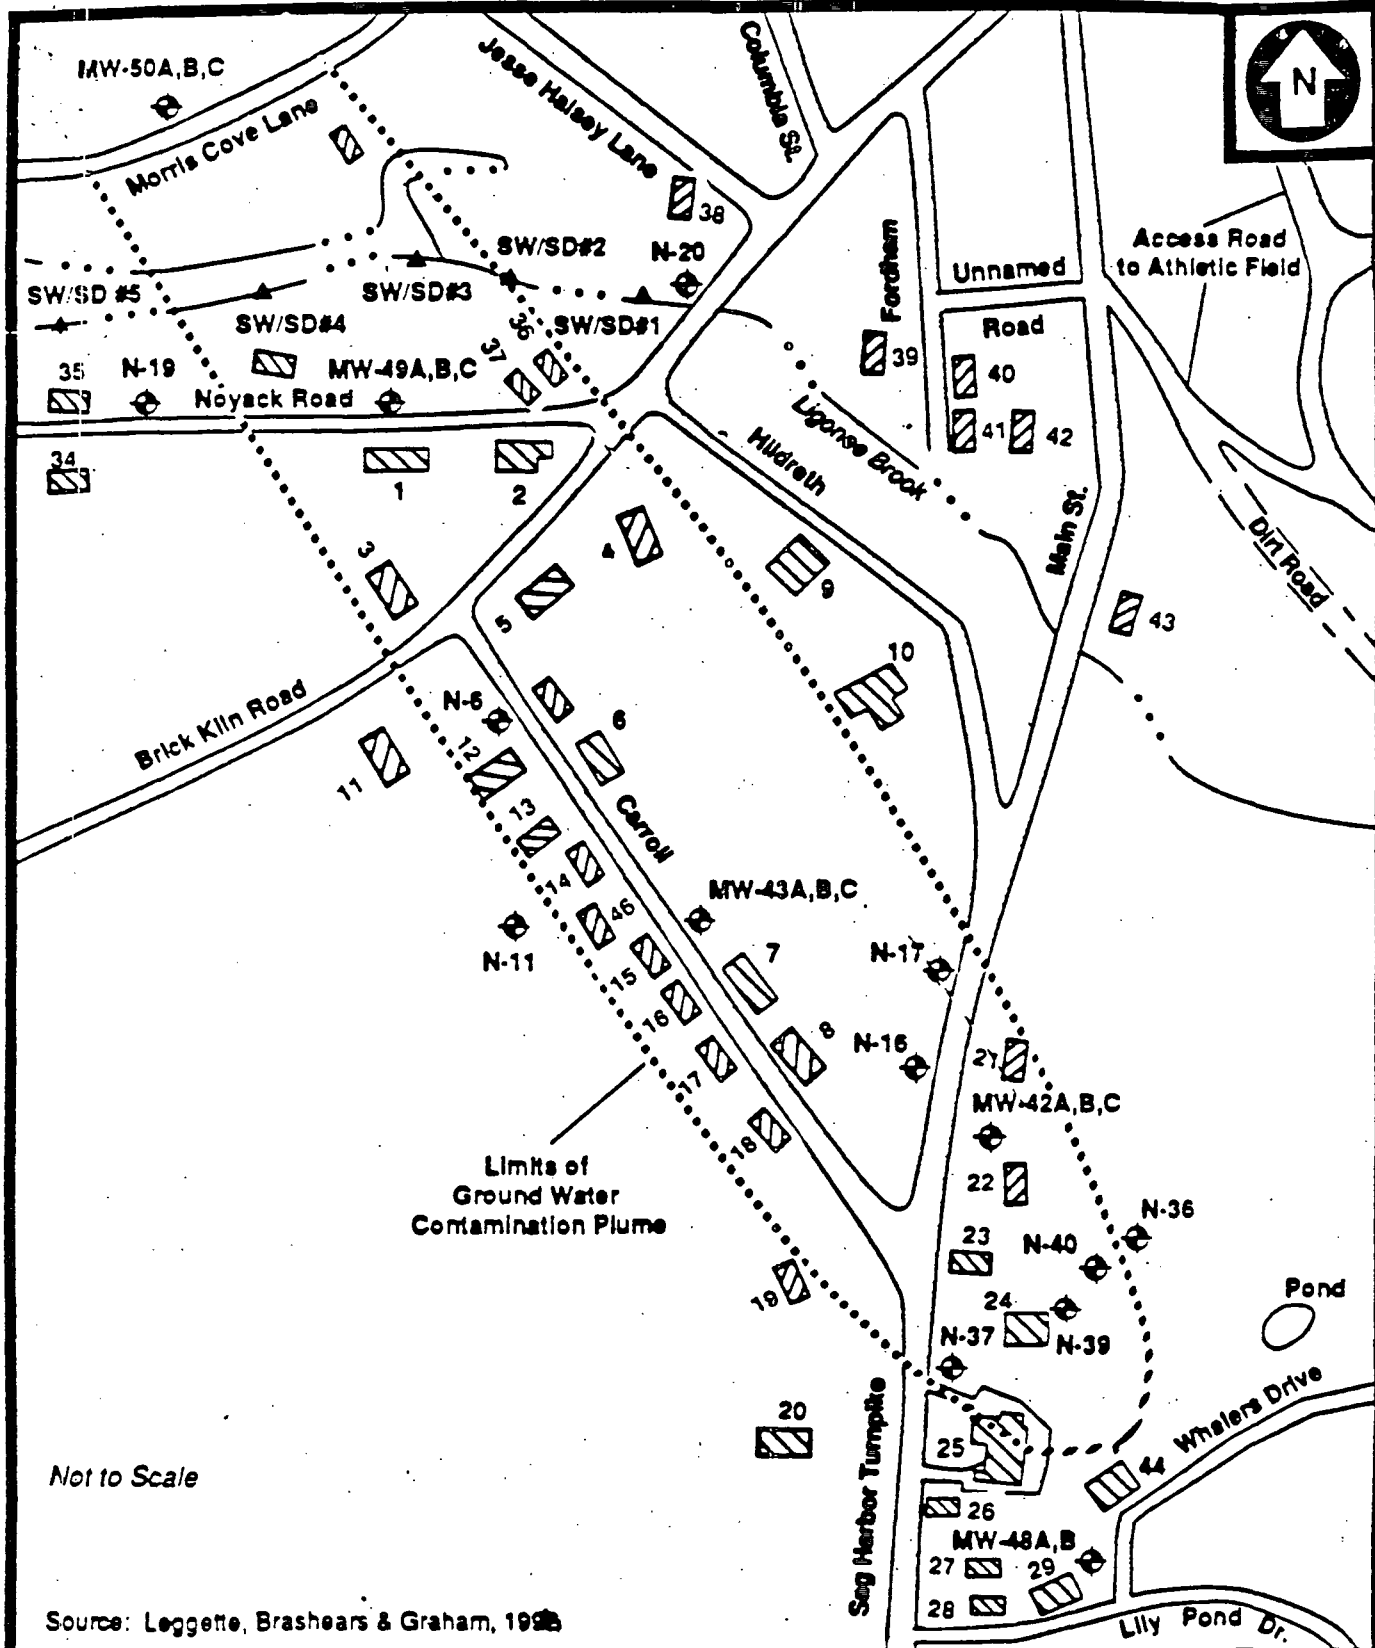 N
MW-50A,B,C
Morris Cove Lane
Jesse Halsey Lane
Columbia St.
38
SW/SD#2
N-20
Fordham
Unnamed
Road
Access Road
to Athletic Field
SW/SD #5
SW/SD#3
SW/SD#4
SW/SD#1
36
37
35
N-19
MW-49A,B,C
Noyack Road
34
1
2
39
40
41
42
Ligonee Brook
Hildreth
Main St.
Dirt Road
3
4
5
9
10
43
Brick Kiln Road
N-6
6
11
12
13
14
46
Carroll
N-11
15
16
17
18
MW-43A,B,C
7
8
N-17
N-16
21
MW-42A,B,C
22
Limits of
Ground Water
Contamination Plume
23
N-40
N-36
19
24
N-39
N-37
Pond
Whalers Drive
20
Sag Harbor Turnpike
25
44
Not to Scale
26
MW-48A,B
27
29
28
Lily Pond Dr.
Source: Leggette, Brashears & Graham,